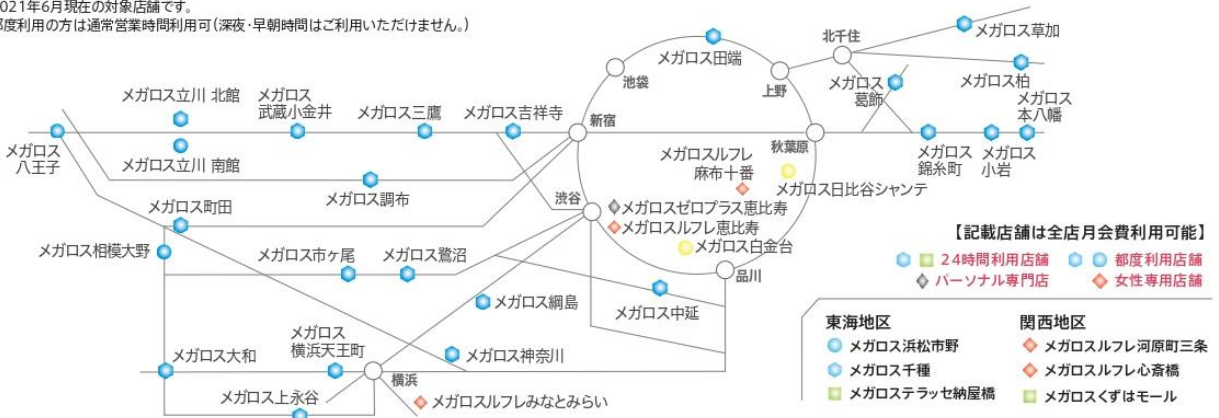 021年6月現在の対象店舗です。
都度利用の方は通常営業時間利用可(深夜・早朝時間はご利用いただけません。)
北千住
メガロス草加
メガロス田端
池袋
上野
メガロス
葛飾
メガロス柏
メガロス
本八幡
メガロス立川 北館
メガロス
武蔵小金井
メガロス三鷹
メガロス吉祥寺
新宿
メガロス
八王子
メガロス立川 南館
メガロス調布
秋葉原
メガロス
錦糸町
メガロス
小岩
メガロスルフレ
麻布十番
メガロス日比谷シャンテ
渋谷
メガロスゼロプラス恵比寿
メガロスルフレ恵比寿
メガロス白金台
品川
メガロス町田
メガロス相模大野
メガロス市ヶ尾
メガロス鷺沼
メガロス綱島
メガロス中延
メガロス
横浜天王町
メガロス大和
メガロス神奈川
横浜
メガロス上永谷
メガロスルフレみなとみらい
【記載店舗は全店月会費利用可能】
24時間利用店舗
都度利用店舗
パーソナル専門店
女性専用店舗
東海地区
メガロス浜松市野
メガロス千種
メガロステラッセ納屋橋
関西地区
メガロスルフレ河原町三条
メガロスルフレ心斎橋
メガロスくずはモール